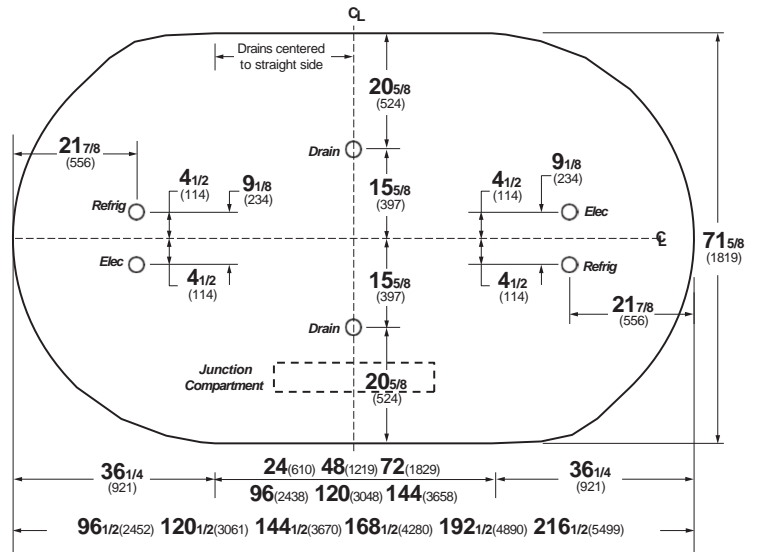 ℄
Drains centered
to straight side
20 5/8
(524)
21 7/8
(556)
Drain
4 1/2
(114)
9 1/8
(234)
4 1/2
(114)
9 1/8
(234)
15 5/8
(397)
Refrig
Elec
℄
71 5/8
(1819)
Elec
Refrig
4 1/2
(114)
15 5/8
(397)
4 1/2
(114)
21 7/8
(556)
Drain
Junction
Compartment
20 5/8
(524)
36 1/4
(921)
24(610) 48(1219) 72(1829)
96(2438) 120(3048) 144(3658)
36 1/4
(921)
96 1/2(2452) 120 1/2(3061) 144 1/2(3670) 168 1/2(4280) 192 1/2(4890) 216 1/2(5499)